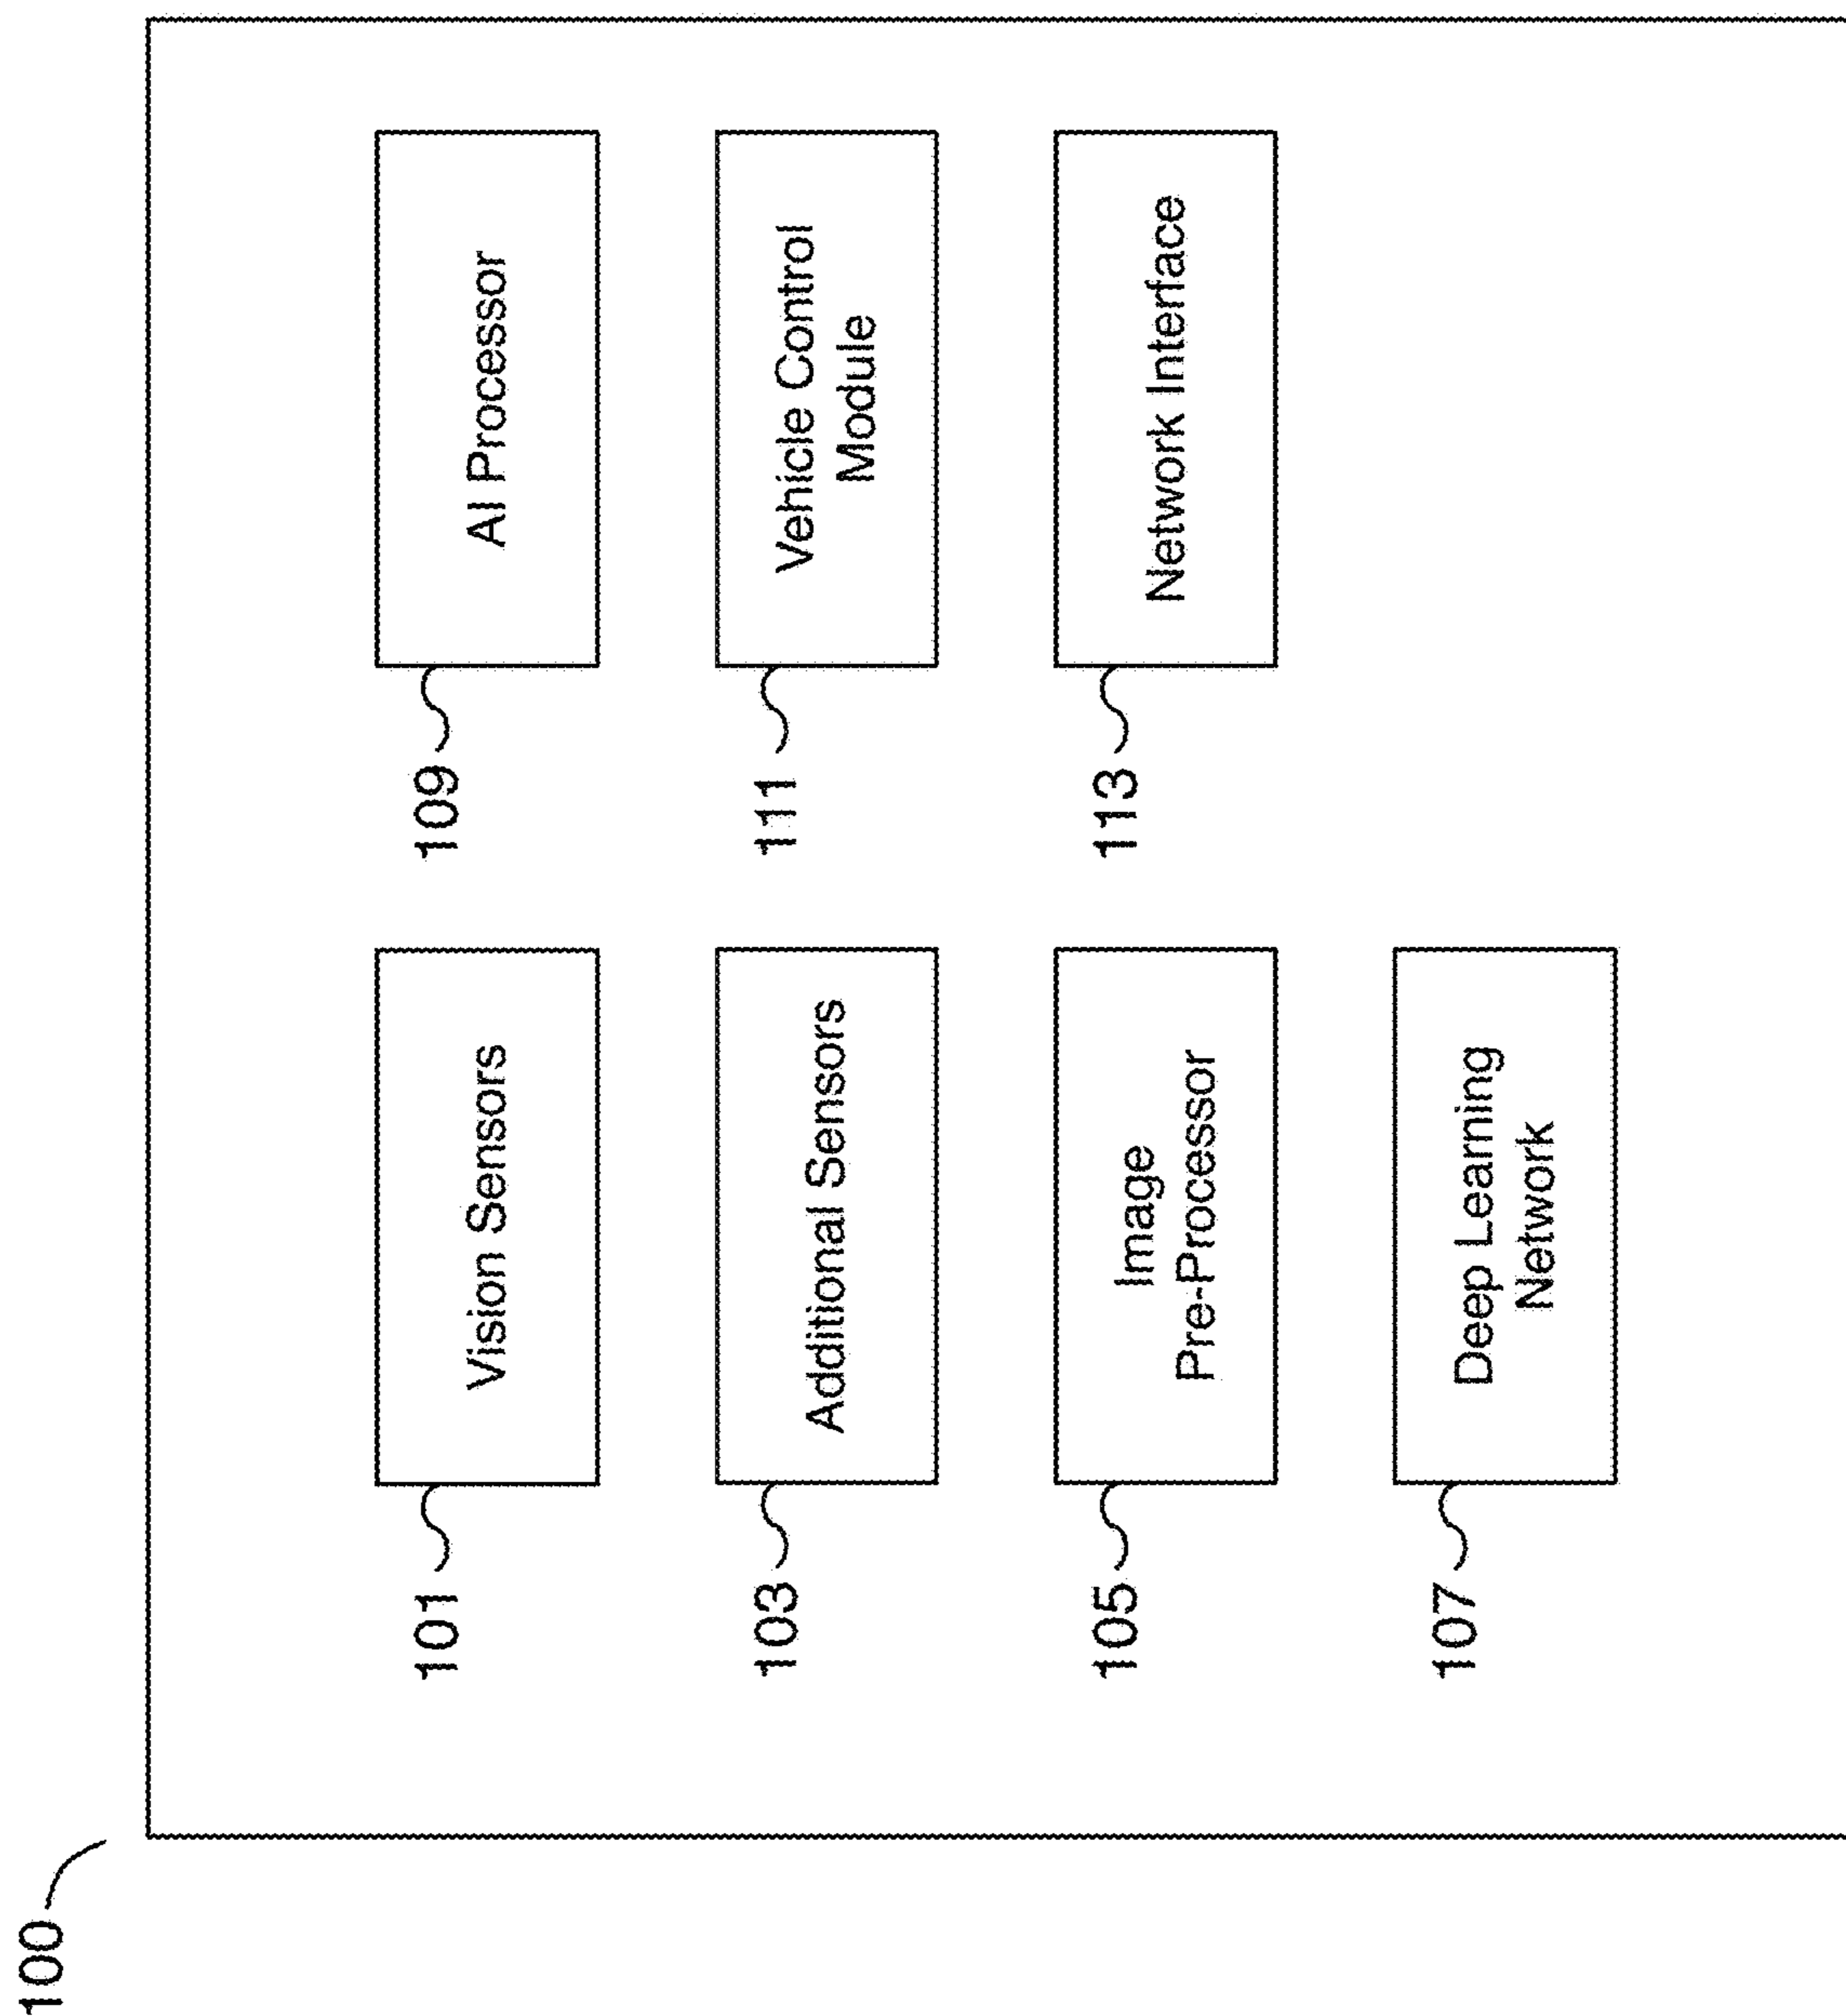 100
101
Vision Sensors
103
Additional Sensors
105
Image
Pre-Processor
107
Deep Learning
Network
109
AI Processor
111
Vehicle Control
Module
113
Network Interface